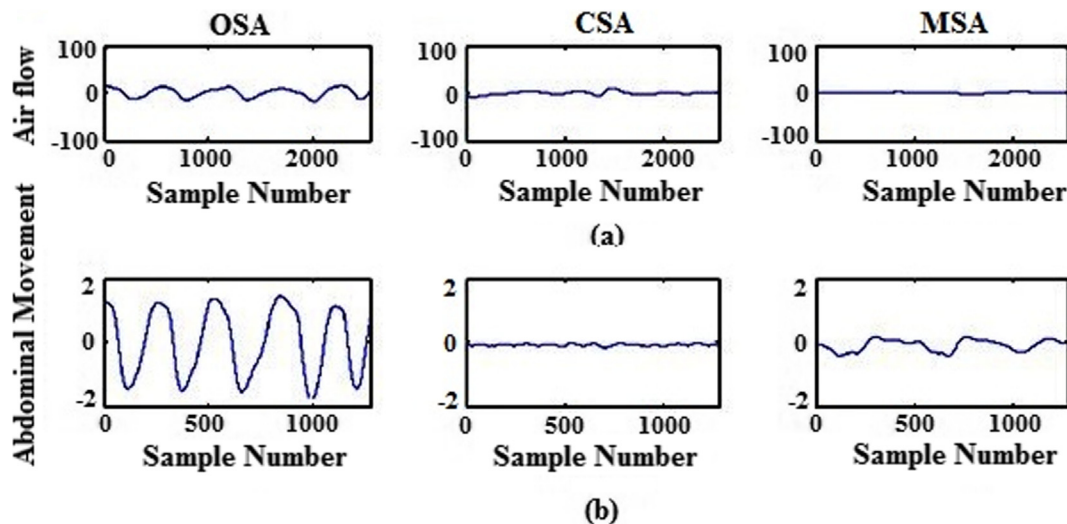 OSA CSA MSA
Air flow
100 100 100
0 0 0
-100 -100 -100
0 1000 2000 0 1000 2000 0 1000 2000
Sample Number Sample Number Sample Number
(a)
Abdominal Movement
2 2 2
0 0 0
-2 -2 -2
0 500 1000 0 500 1000 0 500 1000
Sample Number Sample Number Sample Number
(b)